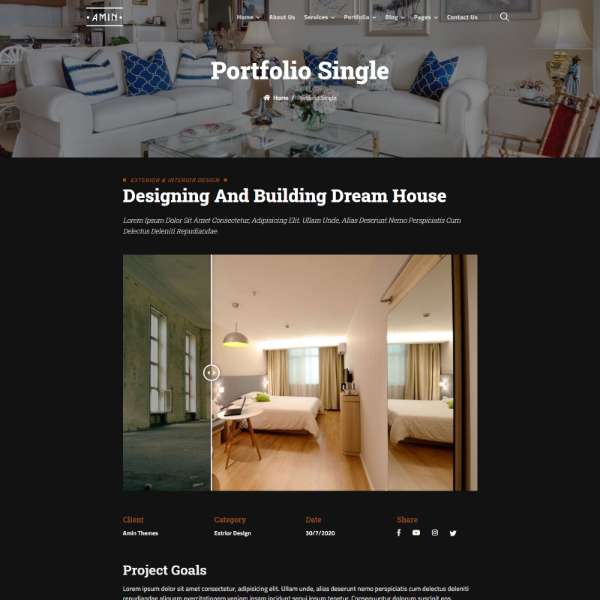 AMIN
Home About Us Services Portfolio Blog Pages Contact Us
Portfolio Single
Home / Portfolio Single
EXTERIOR & INTERIOR DESIGN
Designing And Building Dream House
Lorem Ipsum Dolor Sit Amet Consectetur, Adipisicing Elit. Ullam Unde, Alias Deserunt Nemo Perspiciatis Cum
Delectus Deleniti Repudiandae.
Client Category Date Share
Amin Themes Extrior Design 30/7/2020
Project Goals
Lorem ipsum dolor sit amet consectetur, adipisicing elit. Ullam unde, alias deserunt nemo perspiciatis cum delectus deleniti